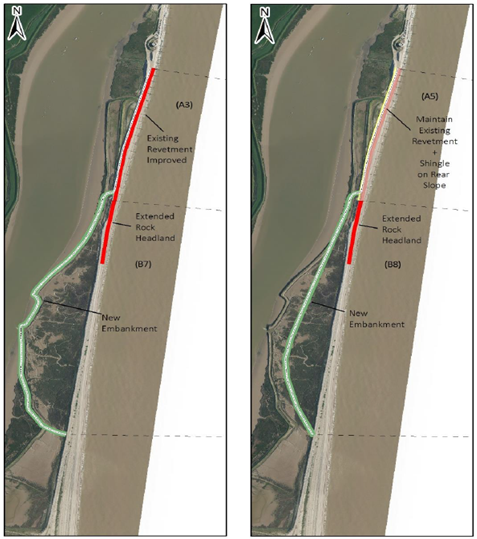 N
(A3)
Existing
Revetment
Improved
Extended
Rock
Headland
(B7)
New
Embankment
N
(A5)
Maintain
Existing
Revetment
+
Shingle
on Rear
Slope
Extended
Rock
Headland
(B8)
New
Embankment